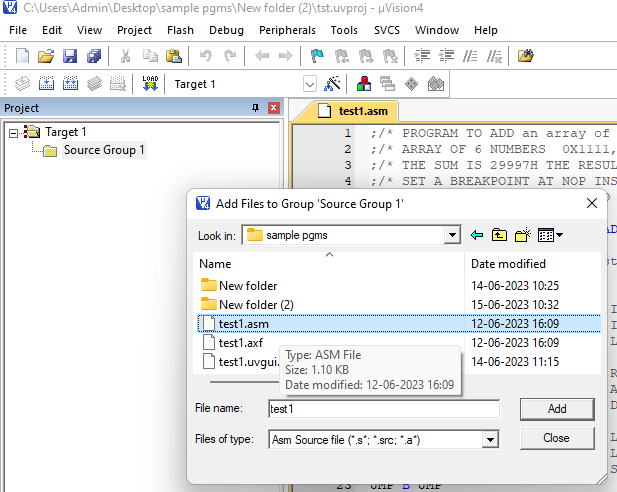 C:\Users\Admin\Desktop\sample pgms\New folder (2)\tst.uvproj - µVision4
File Edit View Project Flash Debug Peripherals Tools SVCS Window Help
LOAD Target 1
Project
Target 1
Source Group 1
test1.asm
1 ;/* PROGRAM TO ADD an array of
2 ;/* ARRAY OF 6 NUMBERS 0X1111,
3 ;/* THE SUM IS 29997H THE RESUL
4 ;/* SET A BREAKPOINT AT NOP INS
Add Files to Group 'Source Group 1'
Look in: sample pgms
Name Date modified
New folder 14-06-2023 10:25
New folder (2) 15-06-2023 10:32
test1.asm 12-06-2023 16:09
test1.axf 12-06-2023 16:09
test1.uvgui. 14-06-2023 11:15
Type: ASM File
Size: 1.10 KB
Date modified: 12-06-2023 16:09
File name: test1 Add
Files of type: Asm Source file (*.s*; *.src; *.a*) Close
23